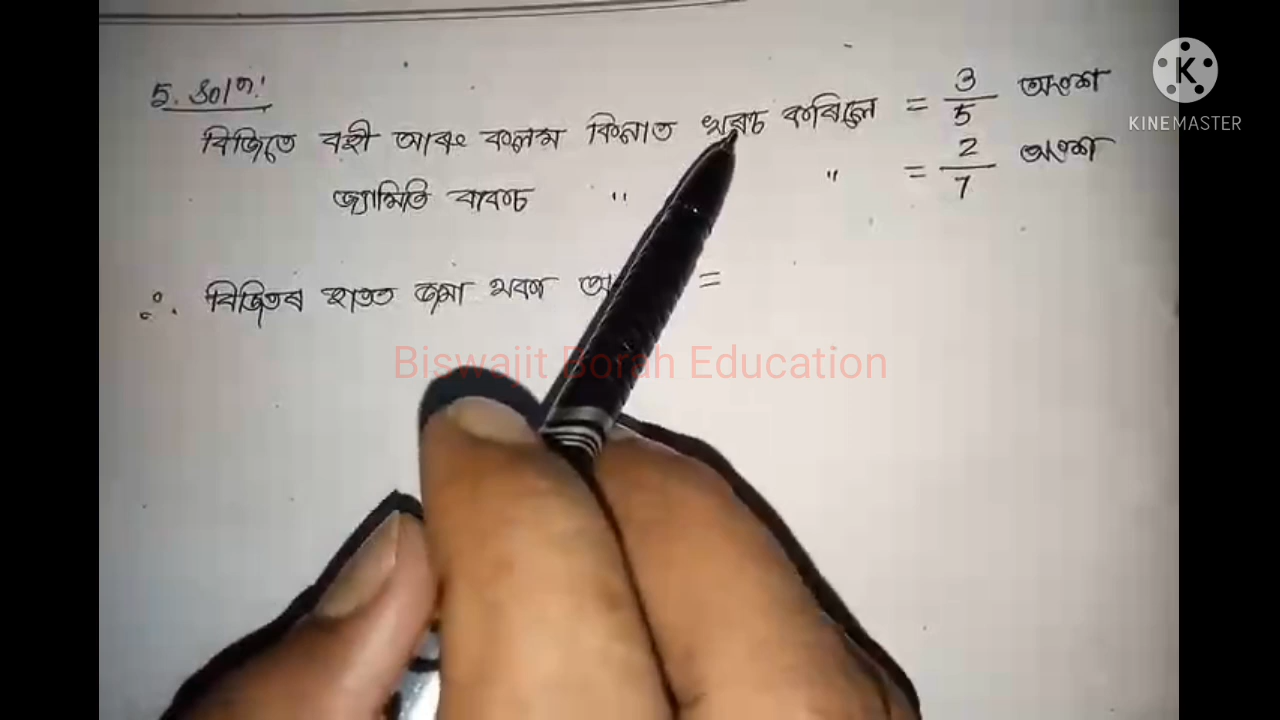 5. Solⁿ:
বিজিতে বহী আৰু কলম কিনাত খৰচ কৰিলে = 3/5 অংশ
জ্যামিতি বাকচ " " = 2/7 অংশ
∴ বিজিতৰ হাতত জমা থকা =
Biswajit Borah Education
K
KINEMASTER